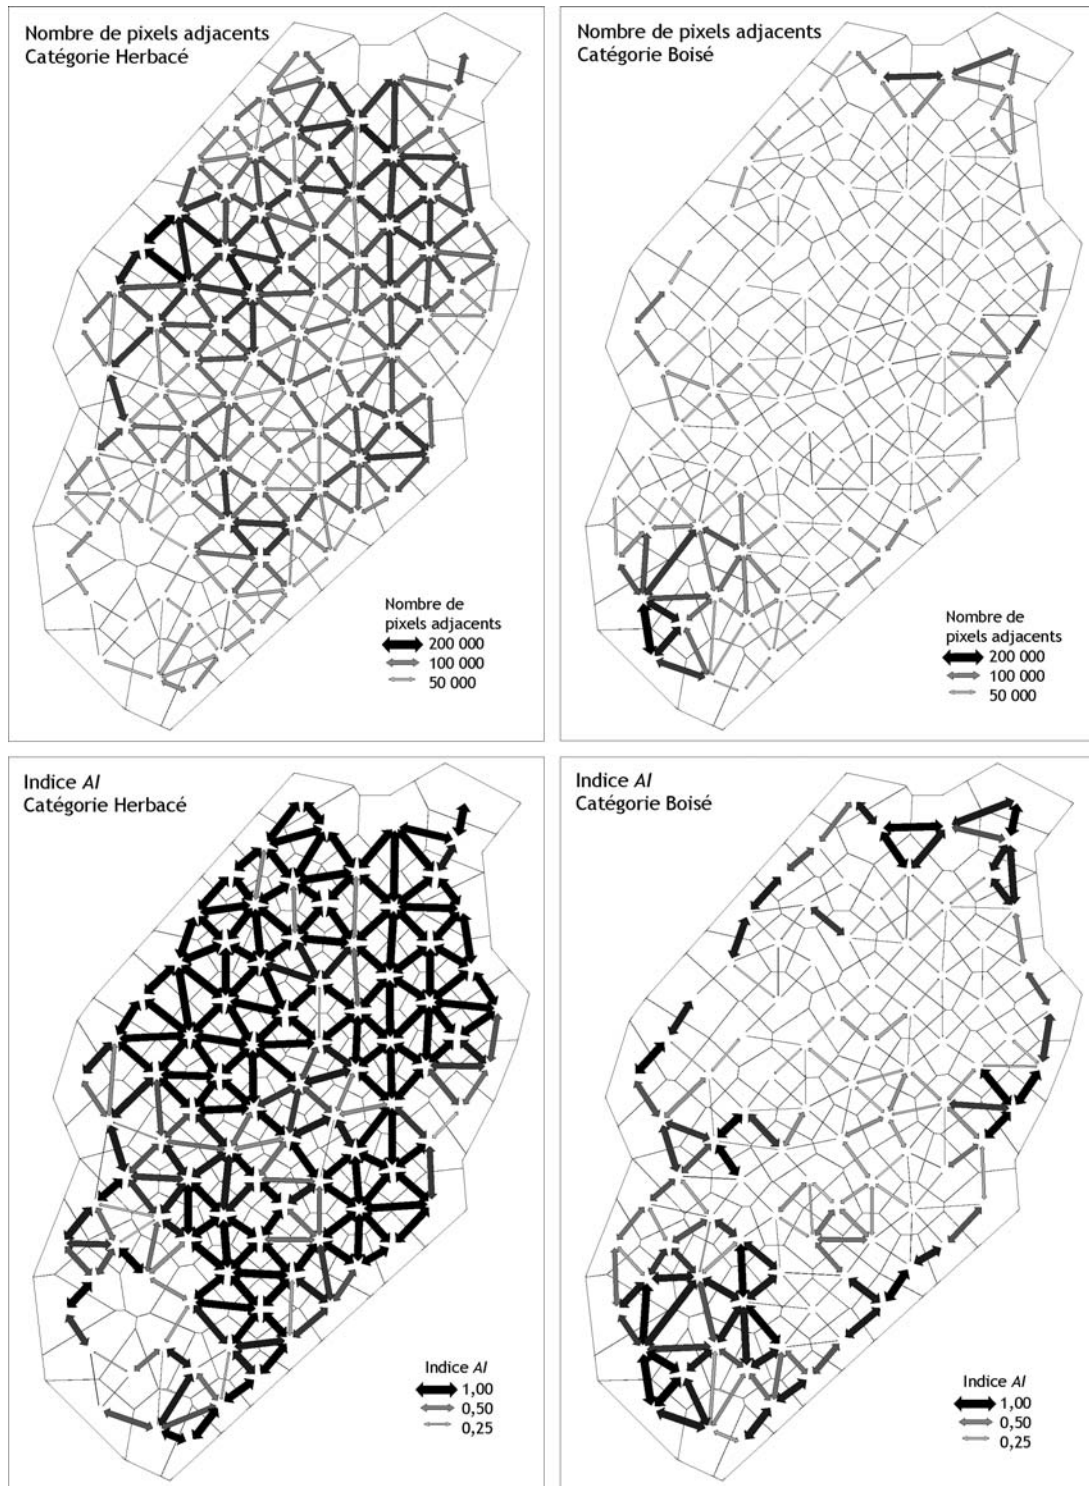 Nombre de pixels adjacents
Catégorie Herbacé
Nombre de
pixels adjacents
200 000
100 000
50 000
Nombre de pixels adjacents
Catégorie Boisé
Nombre de
pixels adjacents
200 000
100 000
50 000
Indice AI
Catégorie Herbacé
Indice AI
1,00
0,50
0,25
Indice AI
Catégorie Boisé
Indice AI
1,00
0,50
0,25